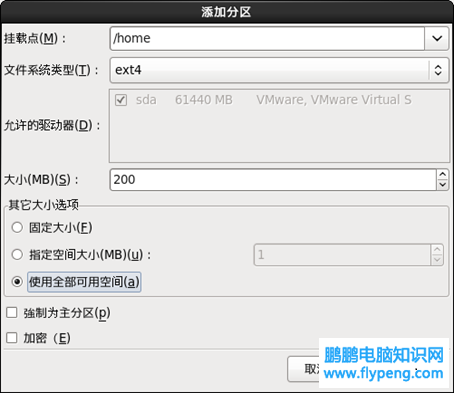 添加分区
挂载点(M)： /home
文件系统类型(T)： ext4
允许的驱动器(D)： sda 61440 MB VMware, VMware Virtual S
大小(MB)(S)： 200
其它大小选项
固定大小(F)
指定空间大小(MB)(u)： 1
使用全部可用空间(a)
強制为主分区(p)
加密（E)
取
鹏鹏电脑知识网
www.flypeng.com